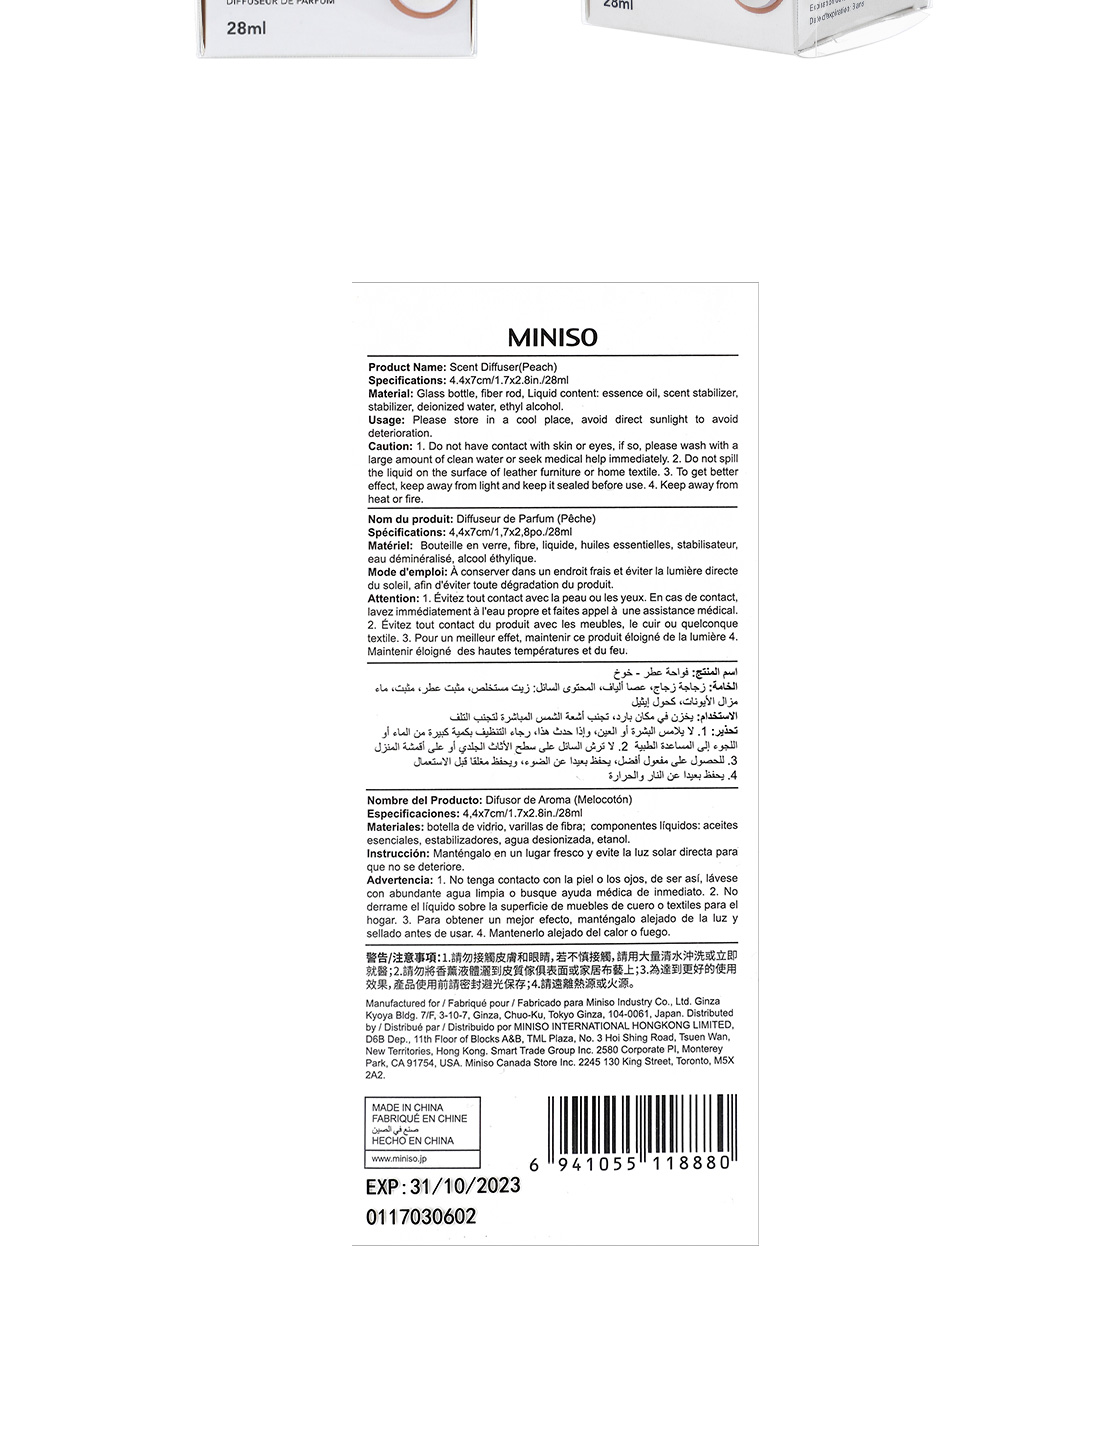 DIFFUSEUR DE PARFUM
28ml
28ml
Date d'expiration: 3 ans
MINISO
Product Name: Scent Diffuser(Peach)
Specifications: 4.4x7cm/1.7x2.8in./28ml
Material: Glass bottle, fiber rod, Liquid content: essence oil, scent stabilizer,
stabilizer, deionized water, ethyl alcohol.
Usage: Please store in a cool place, avoid direct sunlight to avoid
deterioration.
Caution: 1. Do not have contact with skin or eyes, if so, please wash with a
large amount of clean water or seek medical help immediately. 2. Do not spill
the liquid on the surface of leather furniture or home textile. 3. To get better
effect, keep away from light and keep it sealed before use. 4. Keep away from
heat or fire.
Nom du produit: Diffuseur de Parfum (Pêche)
Spécifications: 4,4x7cm/1,7x2,8po./28ml
Matériel: Bouteille en verre, fibre, liquide, huiles essentielles, stabilisateur,
eau déminéralisé, alcool éthylique.
Mode d'emploi: À conserver dans un endroit frais et éviter la lumière directe
du soleil, afin d'éviter toute dégradation du produit.
Attention: 1. Évitez tout contact avec la peau ou les yeux. En cas de contact,
lavez immédiatement à l'eau propre et faites appel à une assistance médical.
2. Évitez tout contact du produit avec les meubles, le cuir ou quelconque
textile. 3. Pour un meilleur effet, maintenir ce produit éloigné de la lumière 4.
Maintenir éloigné des hautes températures et du feu.
اسم المنتج: فواحة عطر - خوخ
الخامة: زجاجة زجاج، عصا ألياف، المحتوى السائل: زيت مستخلص، مثبت عطر، مثبت، ماء
مزال الأيونات، كحول إيثيل
الاستخدام: يخزن في مكان بارد، تجنب أشعة الشمس المباشرة لتجنب التلف
تحذير: 1. لا يلامس البشرة أو العين، وإذا حدث هذا، رجاء التنظيف بكمية كبيرة من الماء أو
اللجوء إلى المساعدة الطبية 2. لا ترش السائل على سطح الأثاث الجلدي أو على أقمشة المنزل
3. للحصول على مفعول أفضل، يحفظ بعيدا عن الضوء، ويحفظ مغلقا قبل الاستعمال
4. يحفظ بعيدا عن النار والحرارة
Nombre del Producto: Difusor de Aroma (Melocotón)
Especificaciones: 4,4x7cm/1.7x2.8in./28ml
Materiales: botella de vidrio, varillas de fibra; componentes líquidos: aceites
esenciales, estabilizadores, agua desionizada, etanol.
Instrucción: Manténgalo en un lugar fresco y evite la luz solar directa para
que no se deteriore.
Advertencia: 1. No tenga contacto con la piel o los ojos, de ser así, lávese
con abundante agua limpia o busque ayuda médica de inmediato. 2. No
derrame el líquido sobre la superficie de muebles de cuero o textiles para el
hogar. 3. Para obtener un mejor efecto, manténgalo alejado de la luz y
sellado antes de usar. 4. Mantenerlo alejado del calor o fuego.
警告/注意事項:1.請勿接觸皮膚和眼睛,若不慎接觸,請用大量清水沖洗或立即
就醫;2.請勿將香薰液體灑到皮質傢俱表面或家居布藝上;3.為達到更好的使用
效果,產品使用前請密封避光保存;4.請遠離熱源或火源。
Manufactured for / Fabriqué pour / Fabricado para Miniso Industry Co., Ltd. Ginza
Kyoya Bldg. 7/F, 3-10-7, Ginza, Chuo-Ku, Tokyo Ginza, 104-0061, Japan. Distributed
by / Distribué par / Distribuido por MINISO INTERNATIONAL HONGKONG LIMITED,
D6B Dep., 11th Floor of Blocks A&B, TML Plaza, No. 3 Hoi Shing Road, Tsuen Wan,
New Territories, Hong Kong. Smart Trade Group Inc. 2580 Corporate Pl, Monterey
Park, CA 91754, USA. Miniso Canada Store Inc. 2245 130 King Street, Toronto, M5X
2A2.
MADE IN CHINA
FABRIQUÉ EN CHINE
صنع في الصين
HECHO EN CHINA
www.miniso.jp
6 941055 118880
EXP:31/10/2023
0117030602